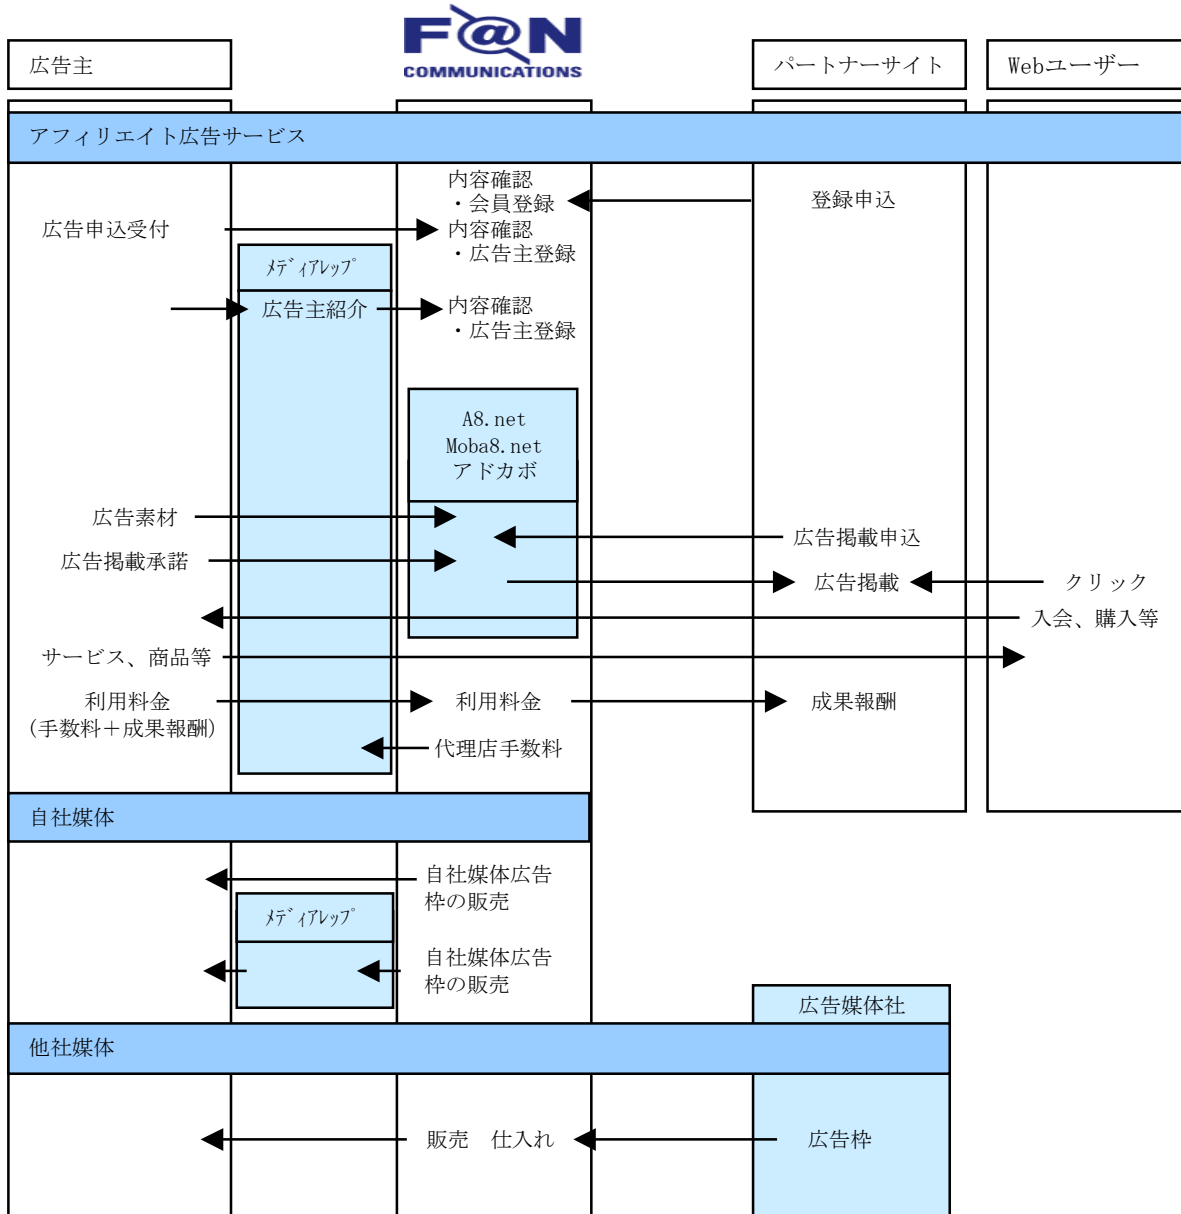 F@N
COMMUNICATIONS
広告主
パートナーサイト
Webユーザー
アフィリエイト広告サービス
内容確認
・会員登録
登録申込
広告申込受付
内容確認
・広告主登録
ﾒﾃﾞｨｱﾚｯﾌﾟ
広告主紹介
内容確認
・広告主登録
A8.net
Moba8.net
アドカボ
広告素材
広告掲載申込
広告掲載承諾
広告掲載
クリック
入会、購入等
サービス、商品等
利用料金
(手数料＋成果報酬)
利用料金
成果報酬
代理店手数料
自社媒体
自社媒体広告
枠の販売
ﾒﾃﾞｨｱﾚｯﾌﾟ
自社媒体広告
枠の販売
広告媒体社
他社媒体
販売　仕入れ
広告枠